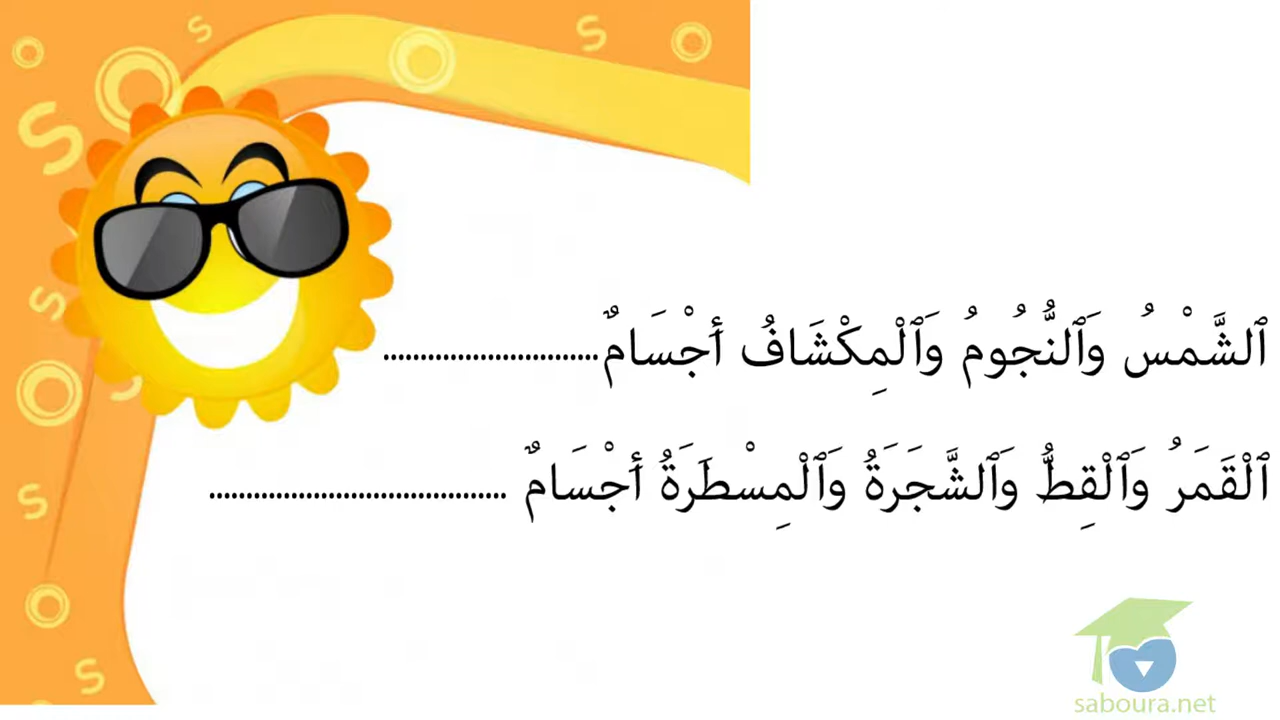 ٱلشَّمْسُ وَٱلنُّجُومُ وَٱلْمِكْشَافُ أَجْسَامٌ.............................
ٱلْقَمَرُ وَٱلْقِطُّ وَٱلشَّجَرَةُ وَٱلْمِسْطَرَةُ أَجْسَامٌ ........................................
saboura.net